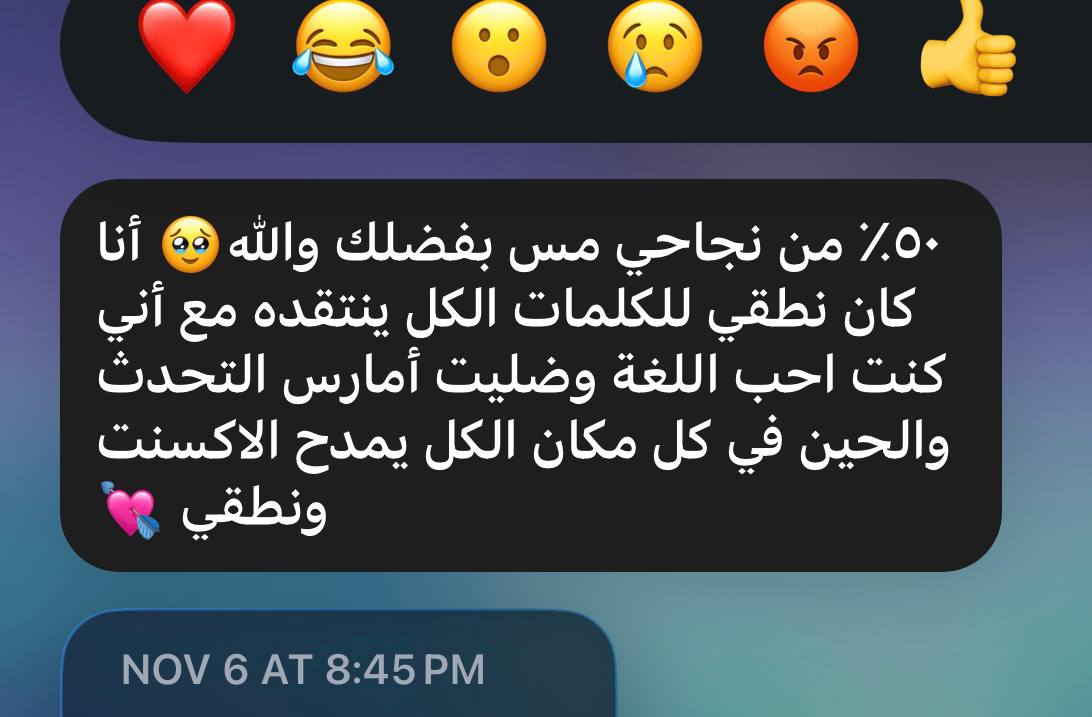 ٥٠٪ من نجاحي مس بفضلك والله🥹 أنا
كان نطقي للكلمات الكل ينتقده مع أني
كنت احب اللغة وضليت أمارس التحدث
والحين في كل مكان الكل يمدح الاكسنت
ونطقي 💘
NOV 6 AT 8:45 PM